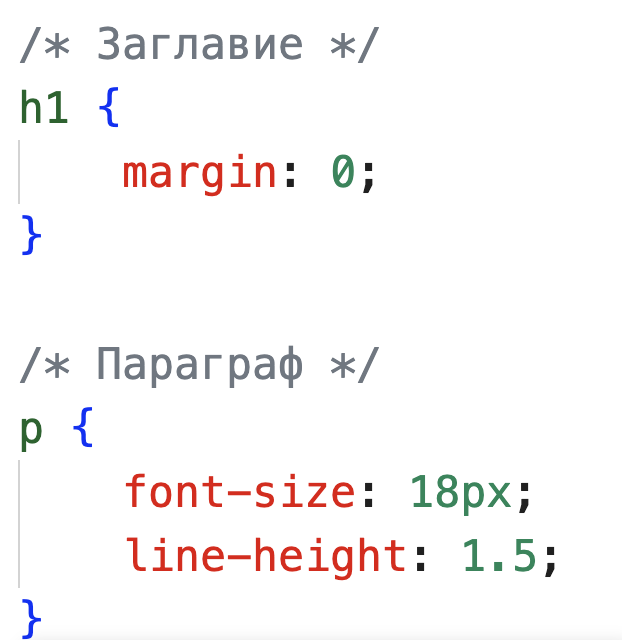 /* Заглавие */
h1 {
    margin: 0;
}

/* Параграф */
p {
    font-size: 18px;
    line-height: 1.5;
}